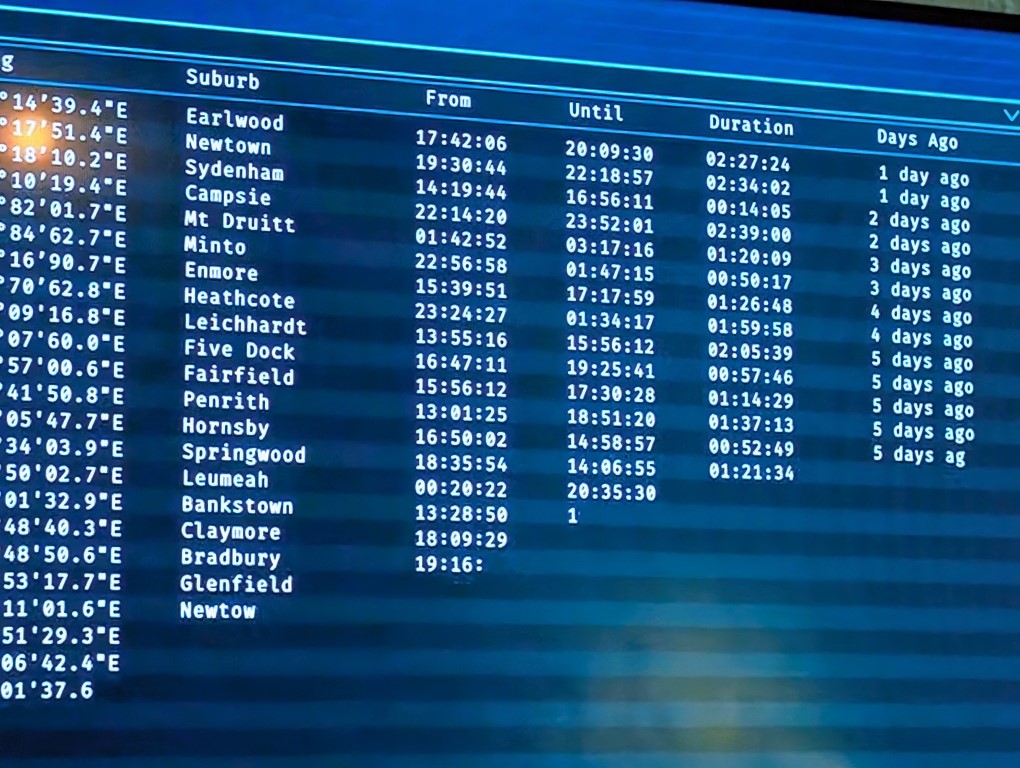 g Suburb From Until Duration Days Ago
°14'39.4"E Earlwood 17:42:06 20:09:30 02:27:24 1 day ago
°17'51.4"E Newtown 19:30:44 22:18:57 02:34:02 1 day ago
°18'10.2"E Sydenham 14:19:44 16:56:11 00:14:05 2 days ago
°10'19.4"E Campsie 22:14:20 23:52:01 02:39:00 2 days ago
°82'01.7"E Mt Druitt 01:42:52 03:17:16 01:20:09 3 days ago
°84'62.7"E Minto 22:56:58 01:47:15 00:50:17 3 days ago
°16'90.7"E Enmore 15:39:51 17:17:59 01:26:48 4 days ago
°70'62.8"E Heathcote 23:24:27 01:34:17 01:59:58 4 days ago
°09'16.8"E Leichhardt 13:55:16 15:56:12 02:05:39 5 days ago
°07'60.0"E Five Dock 16:47:11 19:25:41 00:57:46 5 days ago
°57'00.6"E Fairfield 15:56:12 17:30:28 01:14:29 5 days ago
°41'50.8"E Penrith 13:01:25 18:51:20 01:37:13 5 days ago
°05'47.7"E Hornsby 16:50:02 14:58:57 00:52:49 5 days ag
°34'03.9"E Springwood 18:35:54 14:06:55 01:21:34
50'02.7"E Leumeah 00:20:22 20:35:30
01'32.9"E Bankstown 13:28:50 1
48'40.3"E Claymore 18:09:29
48'50.6"E Bradbury 19:16:
53'17.7"E Glenfield
11'01.6"E Newtow
51'29.3"E
06'42.4"E
01'37.6